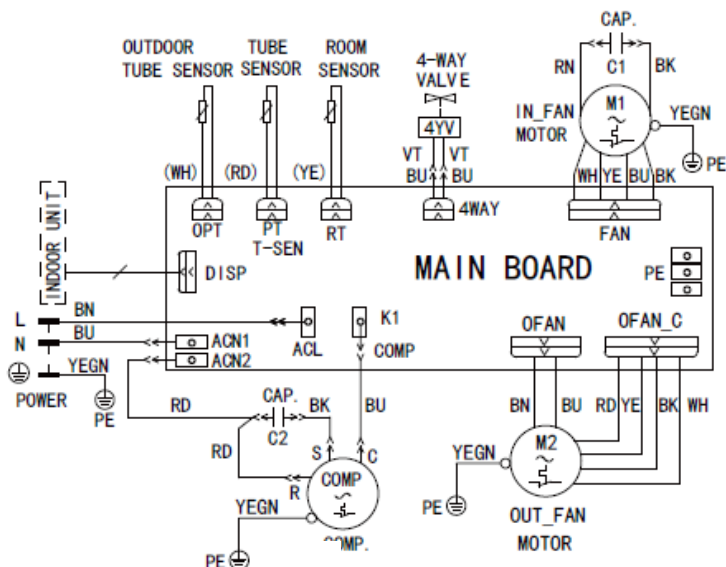 CAP.
C1
RN
BK
M1
IN_FAN
MOTOR
YEGN
PE
WH YE BU BK
FAN
OUTDOOR
TUBE SENSOR
TUBE
SENSOR
ROOM
SENSOR
4-WAY
VALVE
4YV
VT VT
BU BU
4WAY
(WH)
(RD)
(YE)
OPT
PT
T-SEN
RT
INDOOR UNIT
DISP
MAIN BOARD
PE
L
BN
N
BU
YEGN
POWER
PE
ACL
K1
COMP
ACN1
ACN2
OFAN
OFAN_C
RD
CAP.
C2
BK
BU
RD
S
C
R
COMP
YEGN
PE
BN
BU
RD YE BK WH
M2
YEGN
PE
OUT_FAN
MOTOR